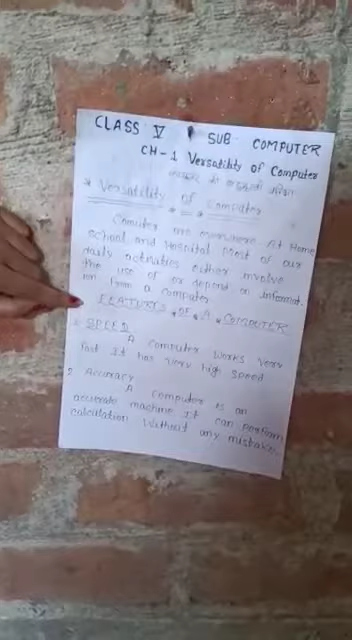 CLASS V SUB COMPUTER
CH-1 Versatility of Computer
* Versatility of Computer
Comuter are everwhere At Home
School and Hospital most of our
daily activities either involve
the use of or depend on informat.
ion from a computer
FEATURES OF A COMPUTER
1 SPEED
A Computer works very
fast It has very high speed
2 Accuracy
A Computer is an
accurate machine It can perform
calculation without any mistake.